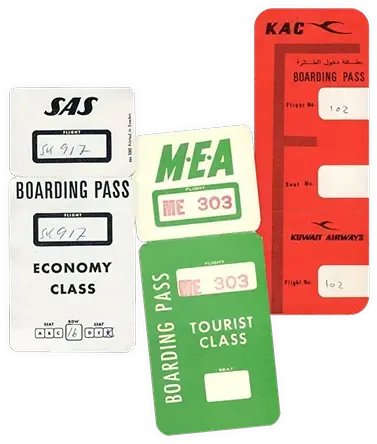 SAS
FLIGHT
SK 917
BOARDING PASS
FLIGHT
SK 917
ECONOMY
CLASS
SEAT ROW SEAT
A B C 16 D E
M·E·A
FLIGHT
ME 303
FLIGHT
ME 303
BOARDING PASS
TOURIST
CLASS
SEAT
KAC
بطاقة دخول الطائرة
BOARDING PASS
Flight No. 102
Seat No.
KUWAIT AIRWAYS
Flight No. 102